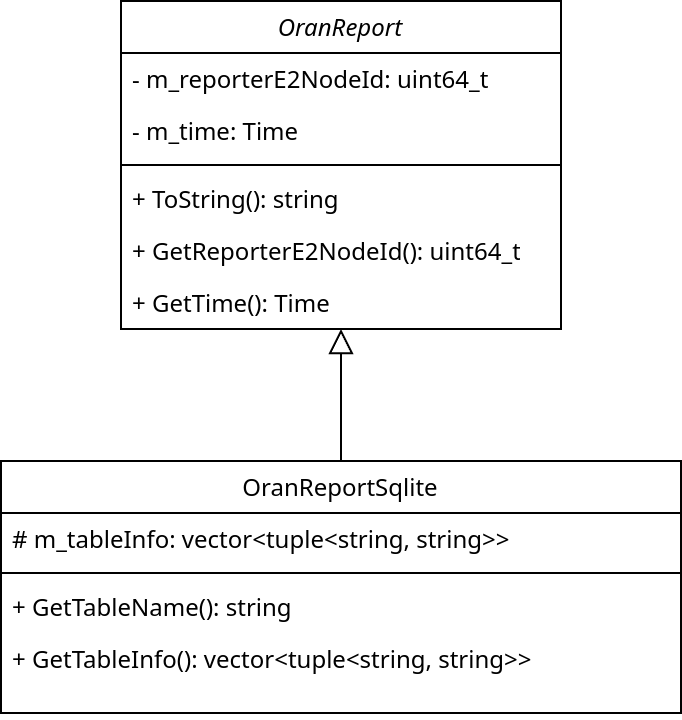 OranReport
- m_reporterE2NodeId: uint64_t
- m_time: Time
+ ToString(): string
+ GetReporterE2NodeId(): uint64_t
+ GetTime(): Time
OranReportSqlite
# m_tableInfo: vector<tuple<string, string>>
+ GetTableName(): string
+ GetTableInfo(): vector<tuple<string, string>>